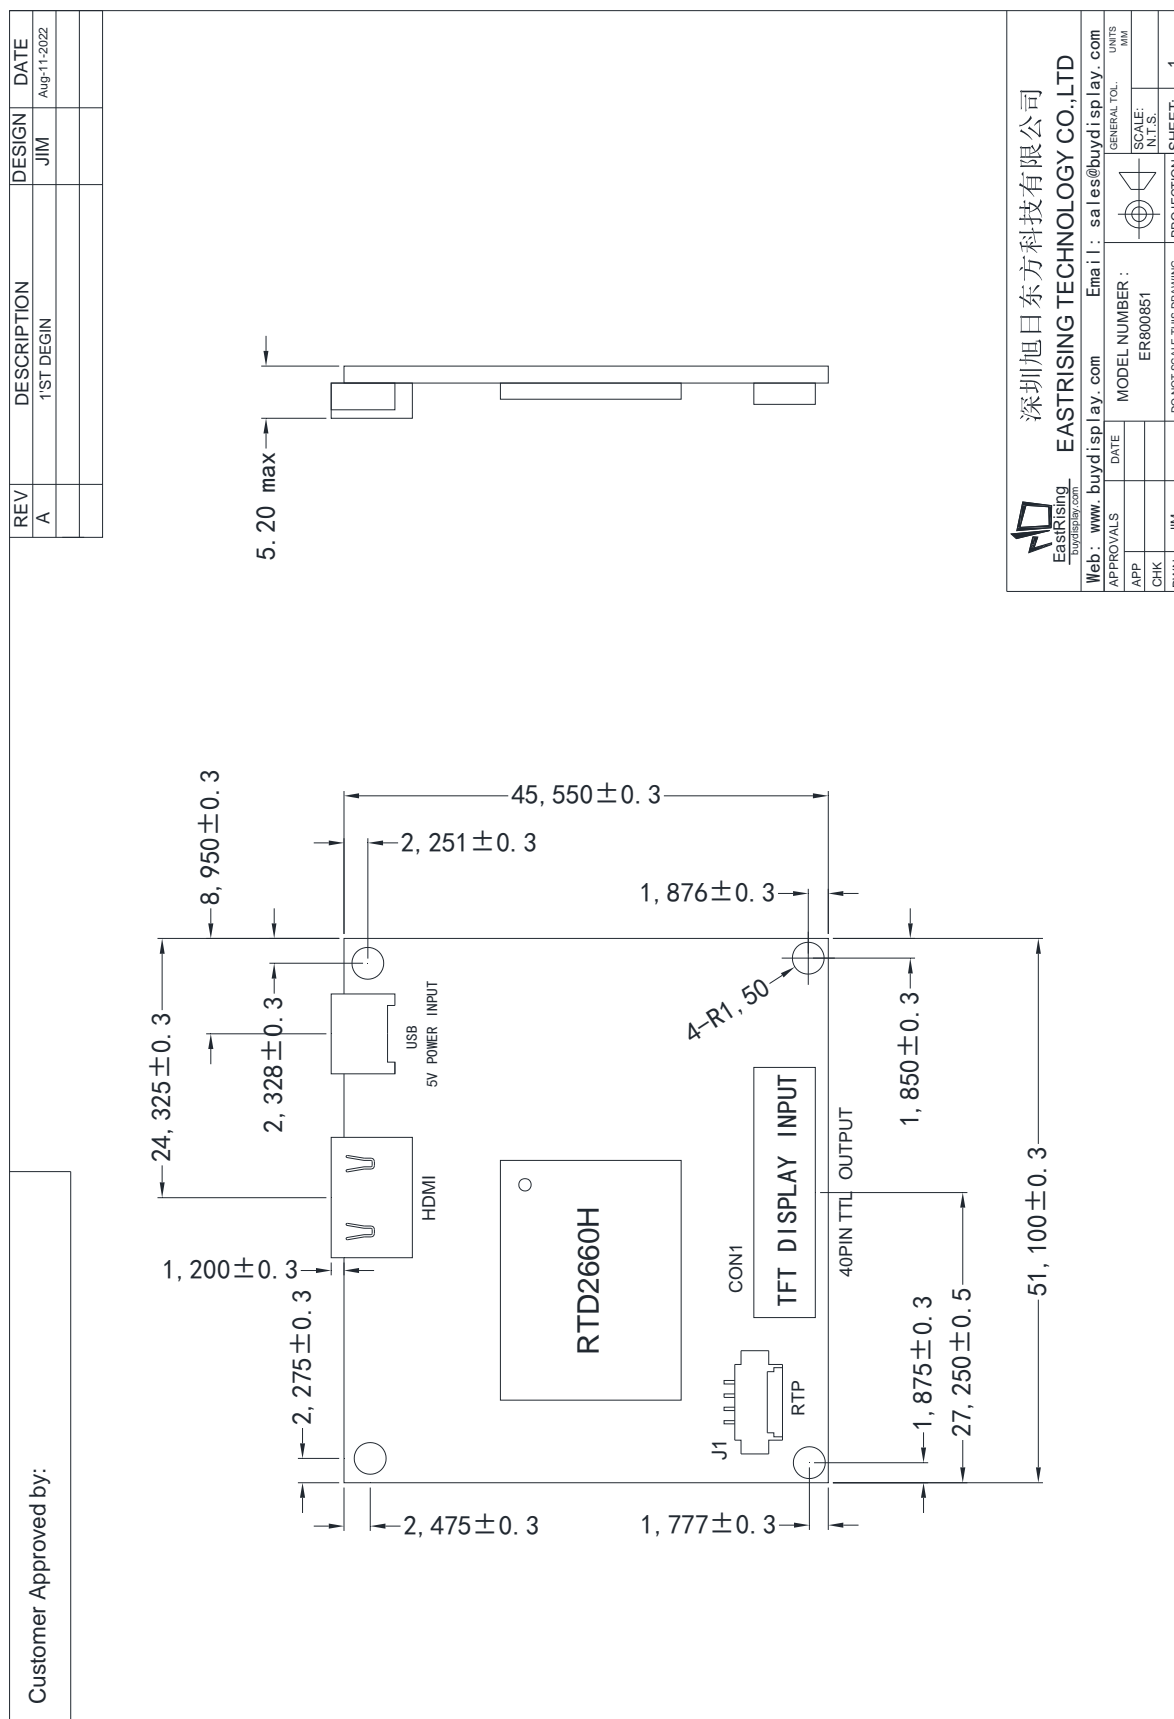 REV DESCRIPTION DESIGN DATE
A 1'ST DEGIN JIM Aug-11-2022
5.20 max
8,950±0.3
24,325±0.3
2,328±0.3
1,200±0.3
2,275±0.3
45,550±0.3
2,251±0.3
1,876±0.3
2,475±0.3
1,777±0.3
4-R1,50
1,850±0.3
51,100±0.3
27,250±0.5
1,875±0.3
USB
5V POWER INPUT
HDMI
RTD2660H
CON1
TFT DISPLAY INPUT
40PIN TTL OUTPUT
J1
RTP
Customer Approved by:
深圳旭日东方科技有限公司
EASTRISING TECHNOLOGY CO.,LTD
EastRising
buydisplay.com
Web: www.buydisplay.com Email: sales@buydisplay.com
APPROVALS DATE
APP
CHK
MODEL NUMBER :
ER800851
GENERAL TOL. UNITS
MM
SCALE:
N.T.S.